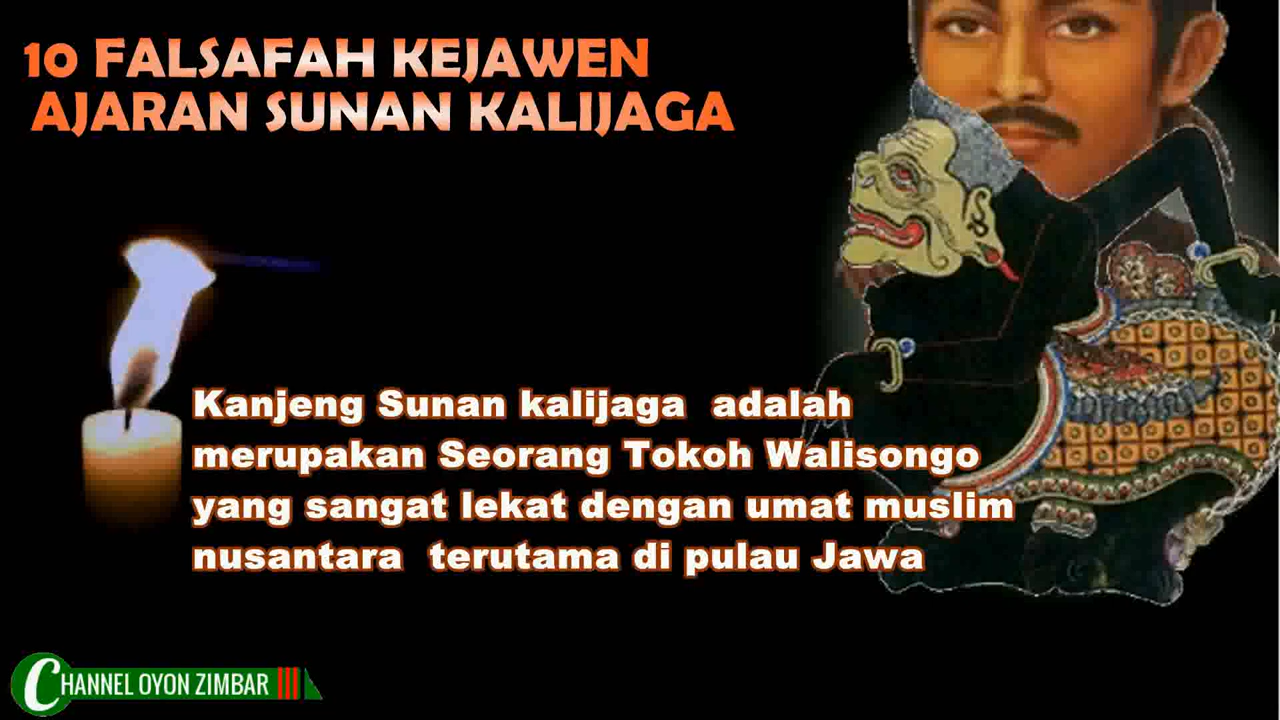 10 FALSAFAH KEJAWEN
AJARAN SUNAN KALIJAGA
Kanjeng Sunan kalijaga adalah
merupakan Seorang Tokoh Walisongo
yang sangat lekat dengan umat muslim
nusantara terutama di pulau Jawa
CHANNEL OYON ZIMBAR